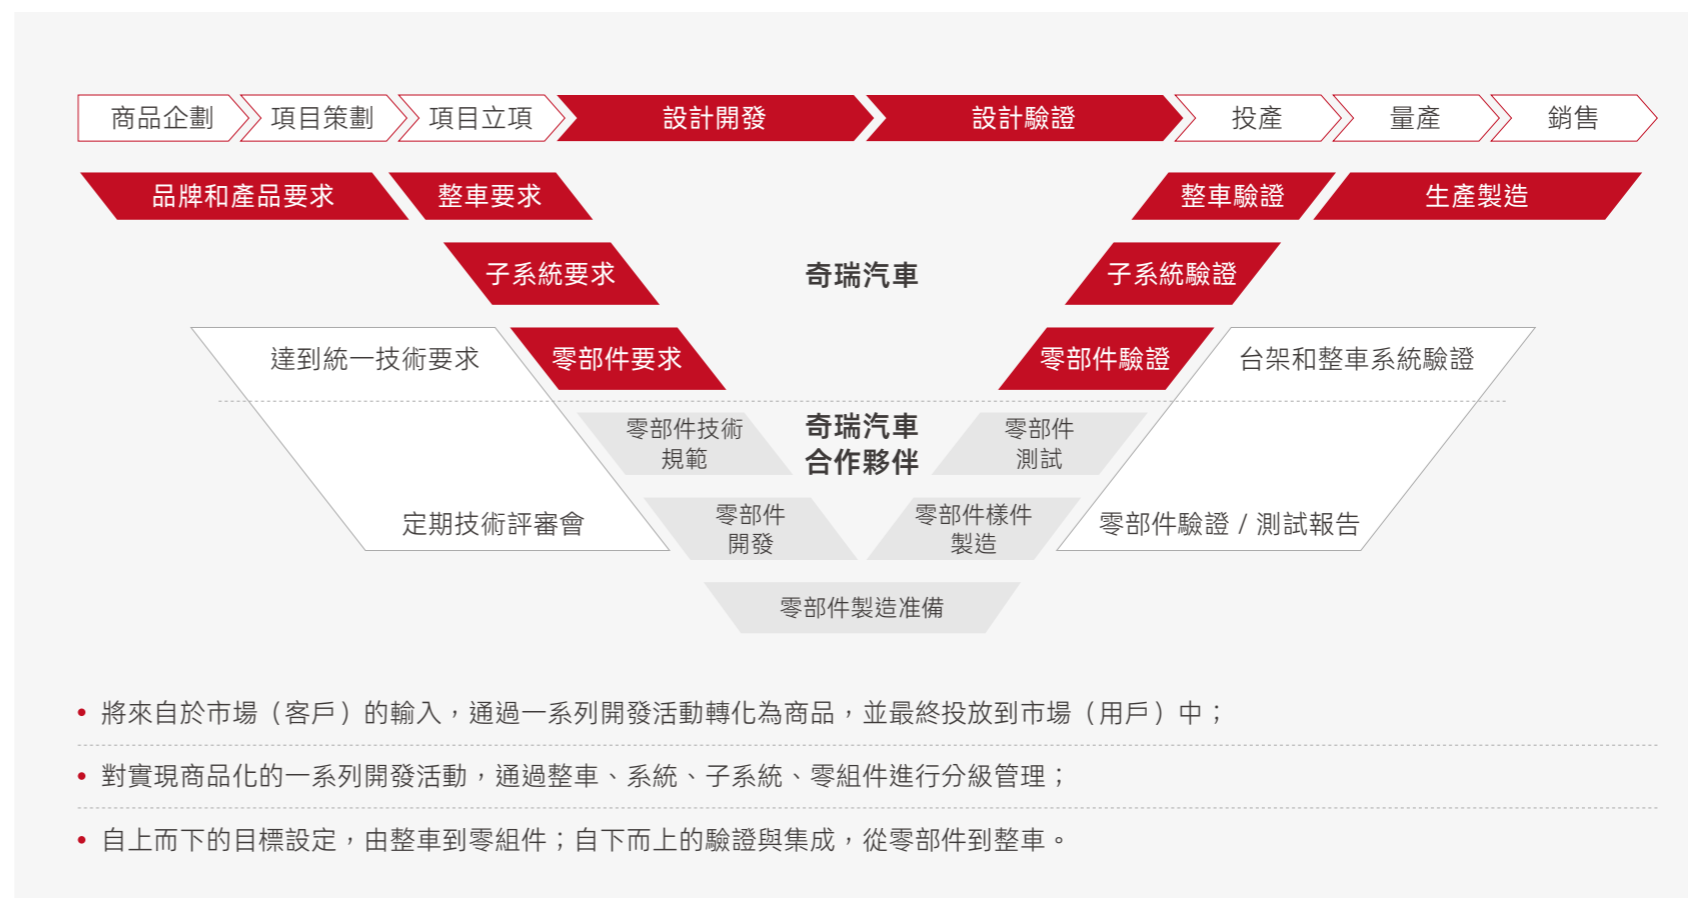 商品企劃
項目策劃
項目立項
設計開發
設計驗證
投產
量產
銷售
品牌和產品要求
整車要求
整車驗證
生產製造
子系統要求
奇瑞汽車
子系統驗證
達到統一技術要求
零部件要求
零部件驗證
台架和整車系統驗證
零部件技術
規範
奇瑞汽車
合作夥伴
零部件
測試
定期技術評審會
零部件
開發
零部件樣件
製造
零部件驗證 / 測試報告
零部件製造准備
• 將來自於市場（客戶）的輸入，通過一系列開發活動轉化為商品，並最終投放到市場（用戶）中；
• 對實現商品化的一系列開發活動，通過整車、系統、子系統、零組件進行分級管理；
• 自上而下的目標設定，由整車到零組件；自下而上的驗證與集成，從零部件到整車。